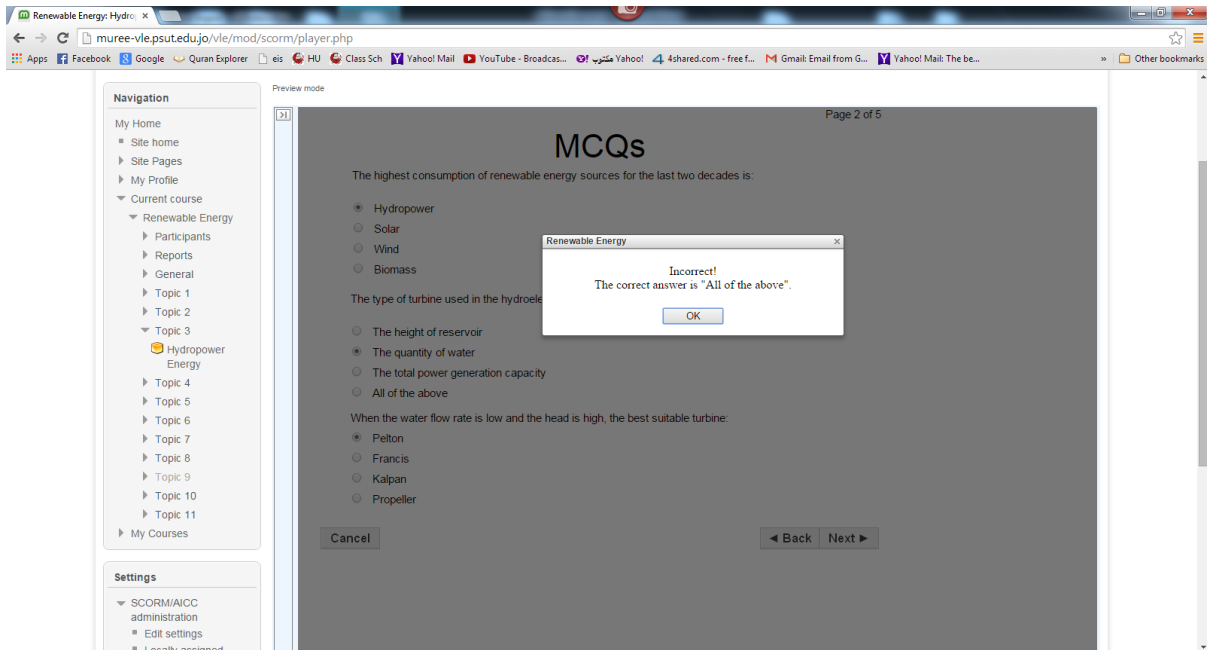 Renewable Energy: Hydro
muree-vle.psut.edu.jo/vle/mod/scorm/player.php
Apps Facebook Google Quran Explorer eis HU Class Sch Yahoo! Mail YouTube - Broadcas... مكتوب Yahoo! 4shared.com - free f... Gmail: Email from G... Yahoo! Mail: The be... » Other bookmarks
Preview mode
Navigation
My Home
Site home
Site Pages
My Profile
Current course
Renewable Energy
Participants
Reports
General
Topic 1
Topic 2
Topic 3
Hydropower
Energy
Topic 4
Topic 5
Topic 6
Topic 7
Topic 8
Topic 9
Topic 10
Topic 11
My Courses
Settings
SCORM/AICC
administration
Edit settings
Locally assigned
Page 2 of 5
MCQs
The highest consumption of renewable energy sources for the last two decades is:
Hydropower
Solar
Wind
Biomass
The type of turbine used in the hydroele
The height of reservoir
The quantity of water
The total power generation capacity
All of the above
When the water flow rate is low and the head is high, the best suitable turbine:
Pelton
Francis
Kalpan
Propeller
Cancel
◄ Back Next ►
Renewable Energy
Incorrect!
The correct answer is "All of the above".
OK